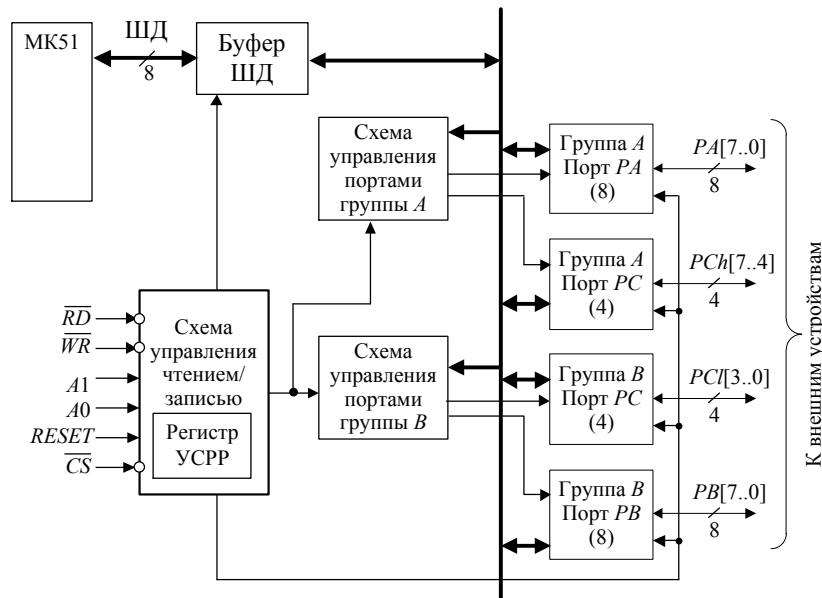 МК51
ШД
8
Буфер
ШД
Схема
управления
портами
группы A
Группа A
Порт PA
(8)
PA[7..0]
8
Группа A
Порт PC
(4)
PCh[7..4]
4
RD
WR
A1
A0
RESET
CS
Схема
управления
чтением/
записью
Регистр
УСРР
Схема
управления
портами
группы B
Группа B
Порт PC
(4)
PCl[3..0]
4
Группа B
Порт PB
(8)
PB[7..0]
8
К внешним устройствам